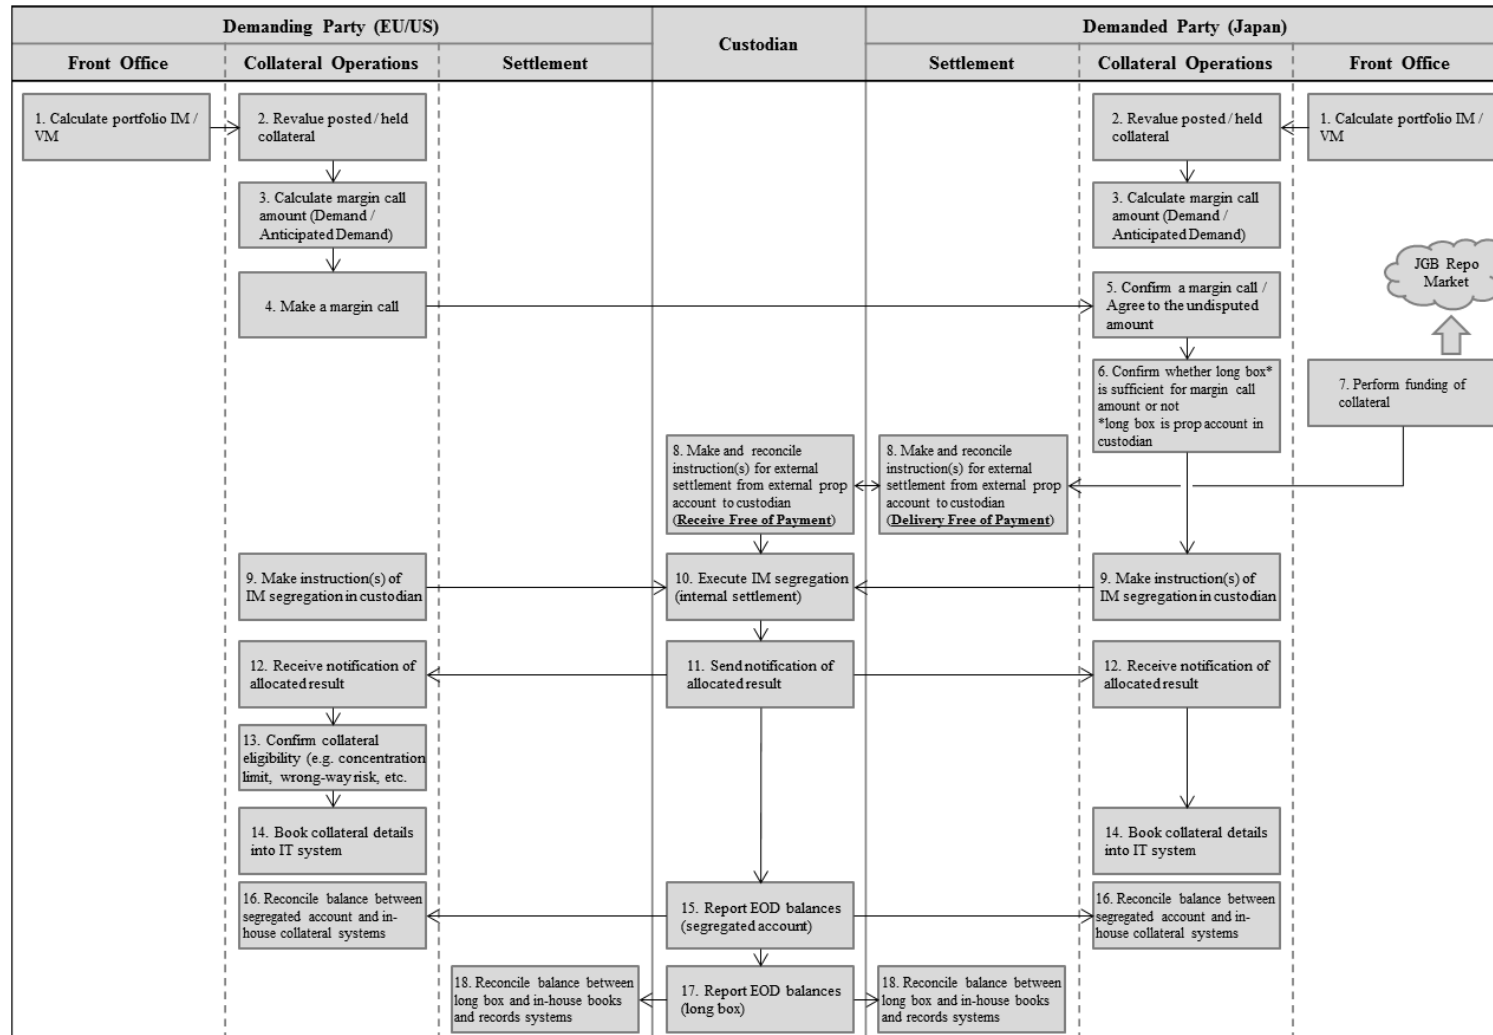 Demanding Party (EU/US)
Custodian
Demanded Party (Japan)
Front Office
Collateral Operations
Settlement
Settlement
Collateral Operations
Front Office
1. Calculate portfolio IM /
VM
2. Revalue posted / held
collateral
2. Revalue posted / held
collateral
1. Calculate portfolio IM /
VM
3. Calculate margin call
amount (Demand /
Anticipated Demand)
3. Calculate margin call
amount (Demand /
Anticipated Demand)
JGB Repo
Market
4. Make a margin call
5. Confirm a margin call /
Agree to the undisputed
amount
6. Confirm whether long box*
is sufficient for margin call
amount or not
*long box is prop account in
custodian
7. Perform funding of
collateral
8. Make and reconcile
instruction(s) for external
settlement from external prop
account to custodian
(Receive Free of Payment)
8. Make and reconcile
instruction(s) for external
settlement from external prop
account to custodian
(Delivery Free of Payment)
9. Make instruction(s) of
IM segregation in custodian
10. Execute IM segregation
(internal settlement)
9. Make instruction(s) of
IM segregation in custodian
12. Receive notification of
allocated result
11. Send notification of
allocated result
12. Receive notification of
allocated result
13. Confirm collateral
eligibility (e.g. concentration
limit, wrong-way risk, etc.
14. Book collateral details
into IT system
14. Book collateral details
into IT system
16. Reconcile balance between
segregated account and in-
house collateral systems
15. Report EOD balances
(segregated account)
16. Reconcile balance between
segregated account and in-
house collateral systems
18. Reconcile balance between
long box and in-house books
and records systems
17. Report EOD balances
(long box)
18. Reconcile balance between
long box and in-house books
and records systems